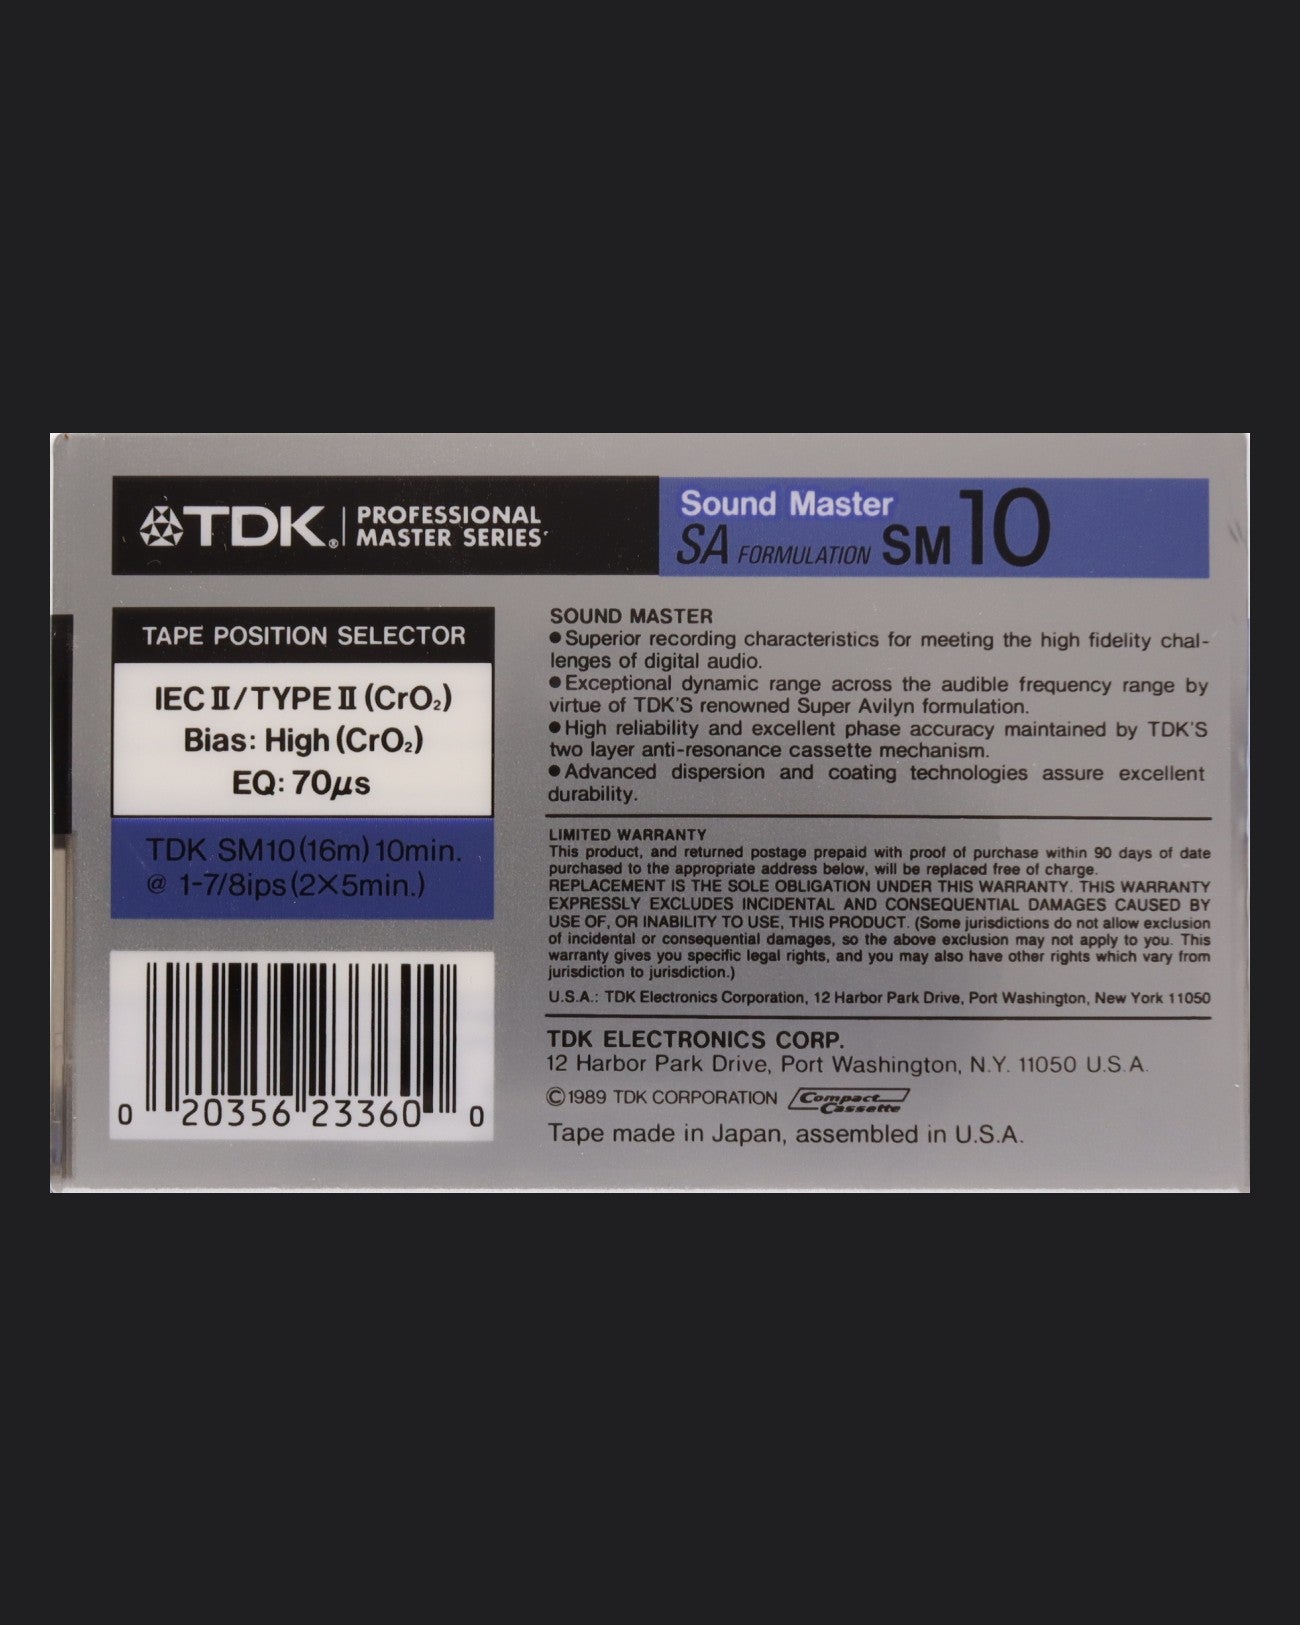 TDK® PROFESSIONAL
MASTER SERIES
Sound Master
SA FORMULATION SM10
TAPE POSITION SELECTOR
IEC II/TYPE II (CrO₂)
Bias: High (CrO₂)
EQ: 70μs
TDK SM10(16m)10min.
@ 1-7/8ips(2×5min.)
0 20356 23360 0
SOUND MASTER
●Superior recording characteristics for meeting the high fidelity chal-
lenges of digital audio.
●Exceptional dynamic range across the audible frequency range by
virtue of TDK'S renowned Super Avilyn formulation.
●High reliability and excellent phase accuracy maintained by TDK'S
two layer anti-resonance cassette mechanism.
●Advanced dispersion and coating technologies assure excellent
durability.
LIMITED WARRANTY
This product, and returned postage prepaid with proof of purchase within 90 days of date
purchased to the appropriate address below, will be replaced free of charge.
REPLACEMENT IS THE SOLE OBLIGATION UNDER THIS WARRANTY. THIS WARRANTY
EXPRESSLY EXCLUDES INCIDENTAL AND CONSEQUENTIAL DAMAGES CAUSED BY
USE OF, OR INABILITY TO USE, THIS PRODUCT. (Some jurisdictions do not allow exclusion
of incidental or consequential damages, so the above exclusion may not apply to you. This
warranty gives you specific legal rights, and you may also have other rights which vary from
jurisdiction to jurisdiction.)
U.S.A.: TDK Electronics Corporation, 12 Harbor Park Drive, Port Washington, New York 11050
TDK ELECTRONICS CORP.
12 Harbor Park Drive, Port Washington, N.Y. 11050 U.S.A.
©1989 TDK CORPORATION Compact Cassette
Tape made in Japan, assembled in U.S.A.